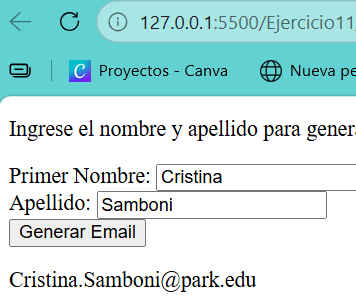 127.0.0.1:5500/Ejercicio11/
Proyectos - Canva
Nueva pe
Ingrese el nombre y apellido para genera
Primer Nombre: Cristina
Apellido: Samboni
Generar Email
Cristina.Samboni@park.edu